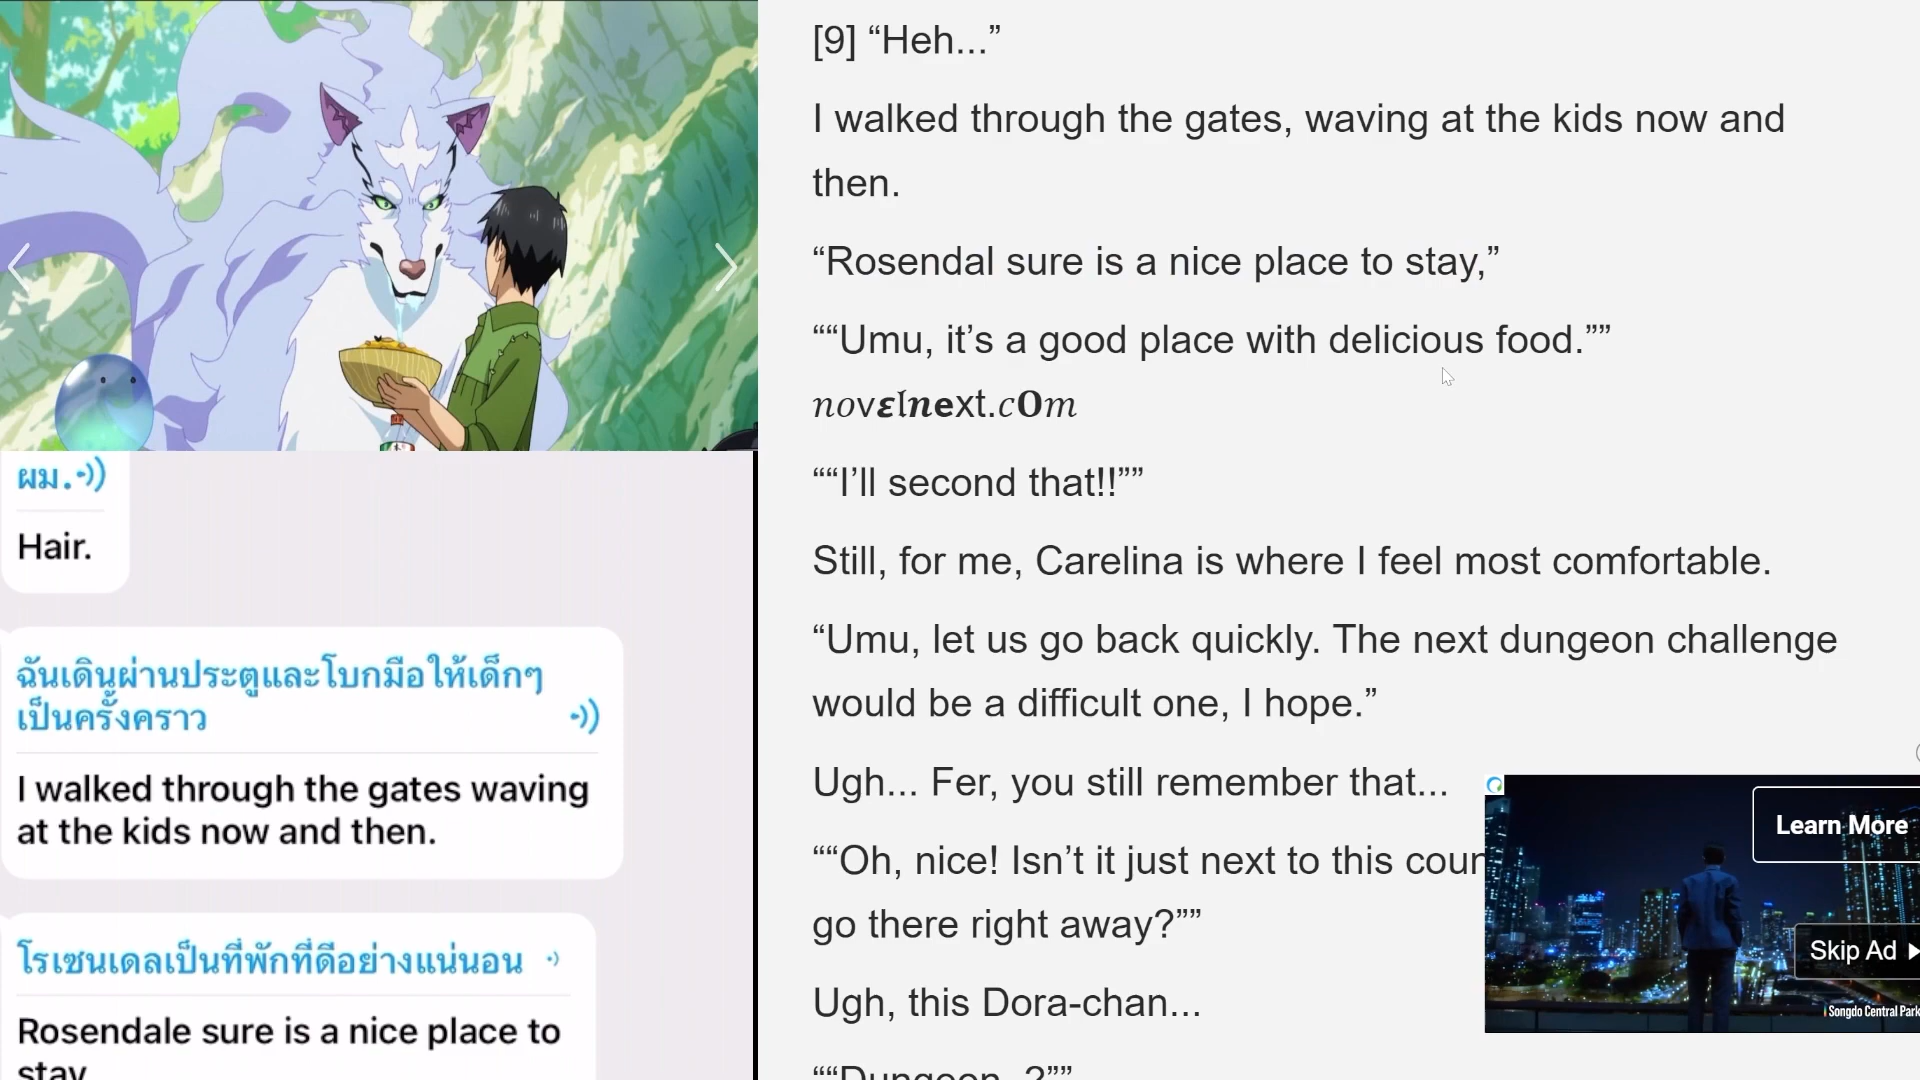 [9] “Heh...”
I walked through the gates, waving at the kids now and
then.
“Rosendal sure is a nice place to stay,”
““Umu, it’s a good place with delicious food.””
novεlnext.cOm
““I’ll second that!!””
Still, for me, Carelina is where I feel most comfortable.
“Umu, let us go back quickly. The next dungeon challenge
would be a difficult one, I hope.”
Ugh... Fer, you still remember that...
““Oh, nice! Isn’t it just next to this coun
go there right away?””
Ugh, this Dora-chan...
““Dungeon~?””
ผม.
Hair.
ฉันเดินผ่านประตูและโบกมือให้เด็กๆ
เป็นครั้งคราว
I walked through the gates waving
at the kids now and then.
โรเซนเดลเป็นที่พักที่ดีอย่างแน่นอน
Rosendale sure is a nice place to
stay
Learn More
Skip Ad
Songdo Central Park